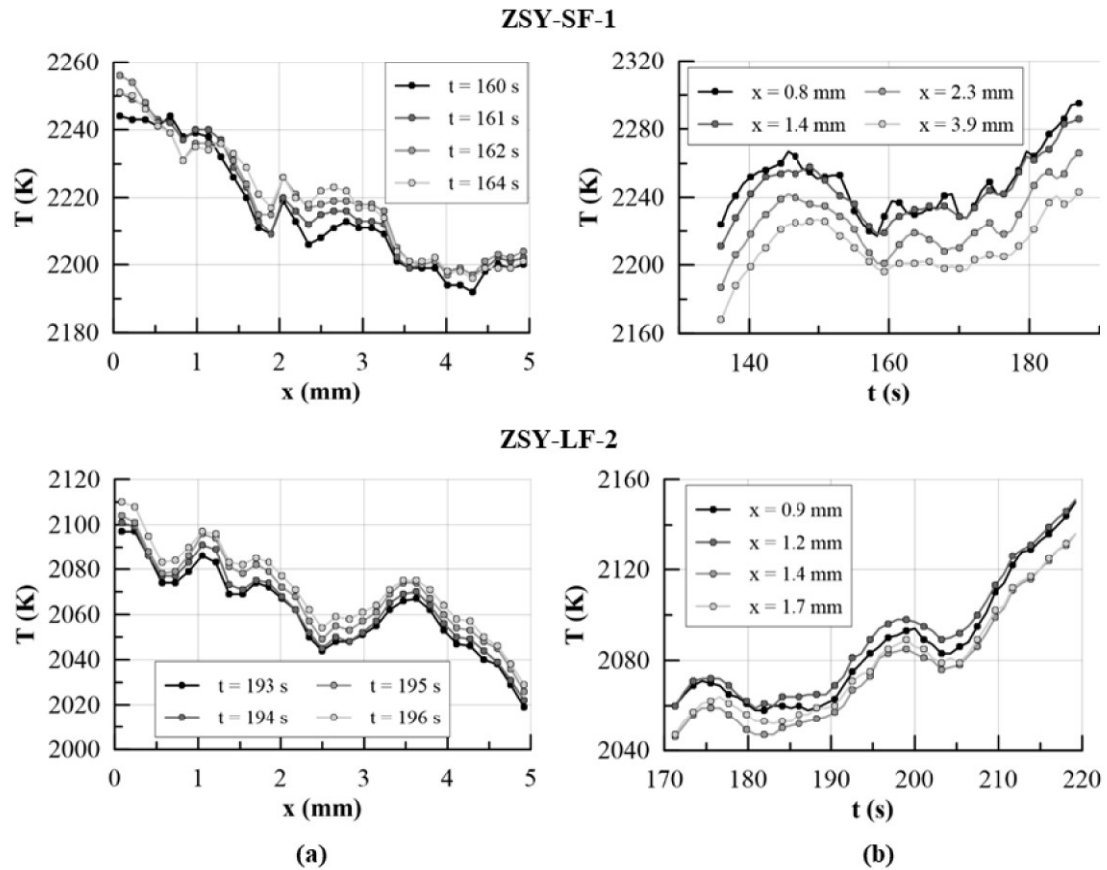 ZSY-SF-1
2260
2240
2220
2200
2180
T (K)
0 1 2 3 4 5
x (mm)
t = 160 s
t = 161 s
t = 162 s
t = 164 s
2320
2280
2240
2200
2160
T (K)
140 160 180
t (s)
x = 0.8 mm x = 2.3 mm
x = 1.4 mm x = 3.9 mm
ZSY-LF-2
2120
2100
2080
2060
2040
2020
2000
T (K)
0 1 2 3 4 5
x (mm)
t = 193 s t = 195 s
t = 194 s t = 196 s
2160
2120
2080
2040
T (K)
170 180 190 200 210 220
t (s)
x = 0.9 mm
x = 1.2 mm
x = 1.4 mm
x = 1.7 mm
(a) (b)